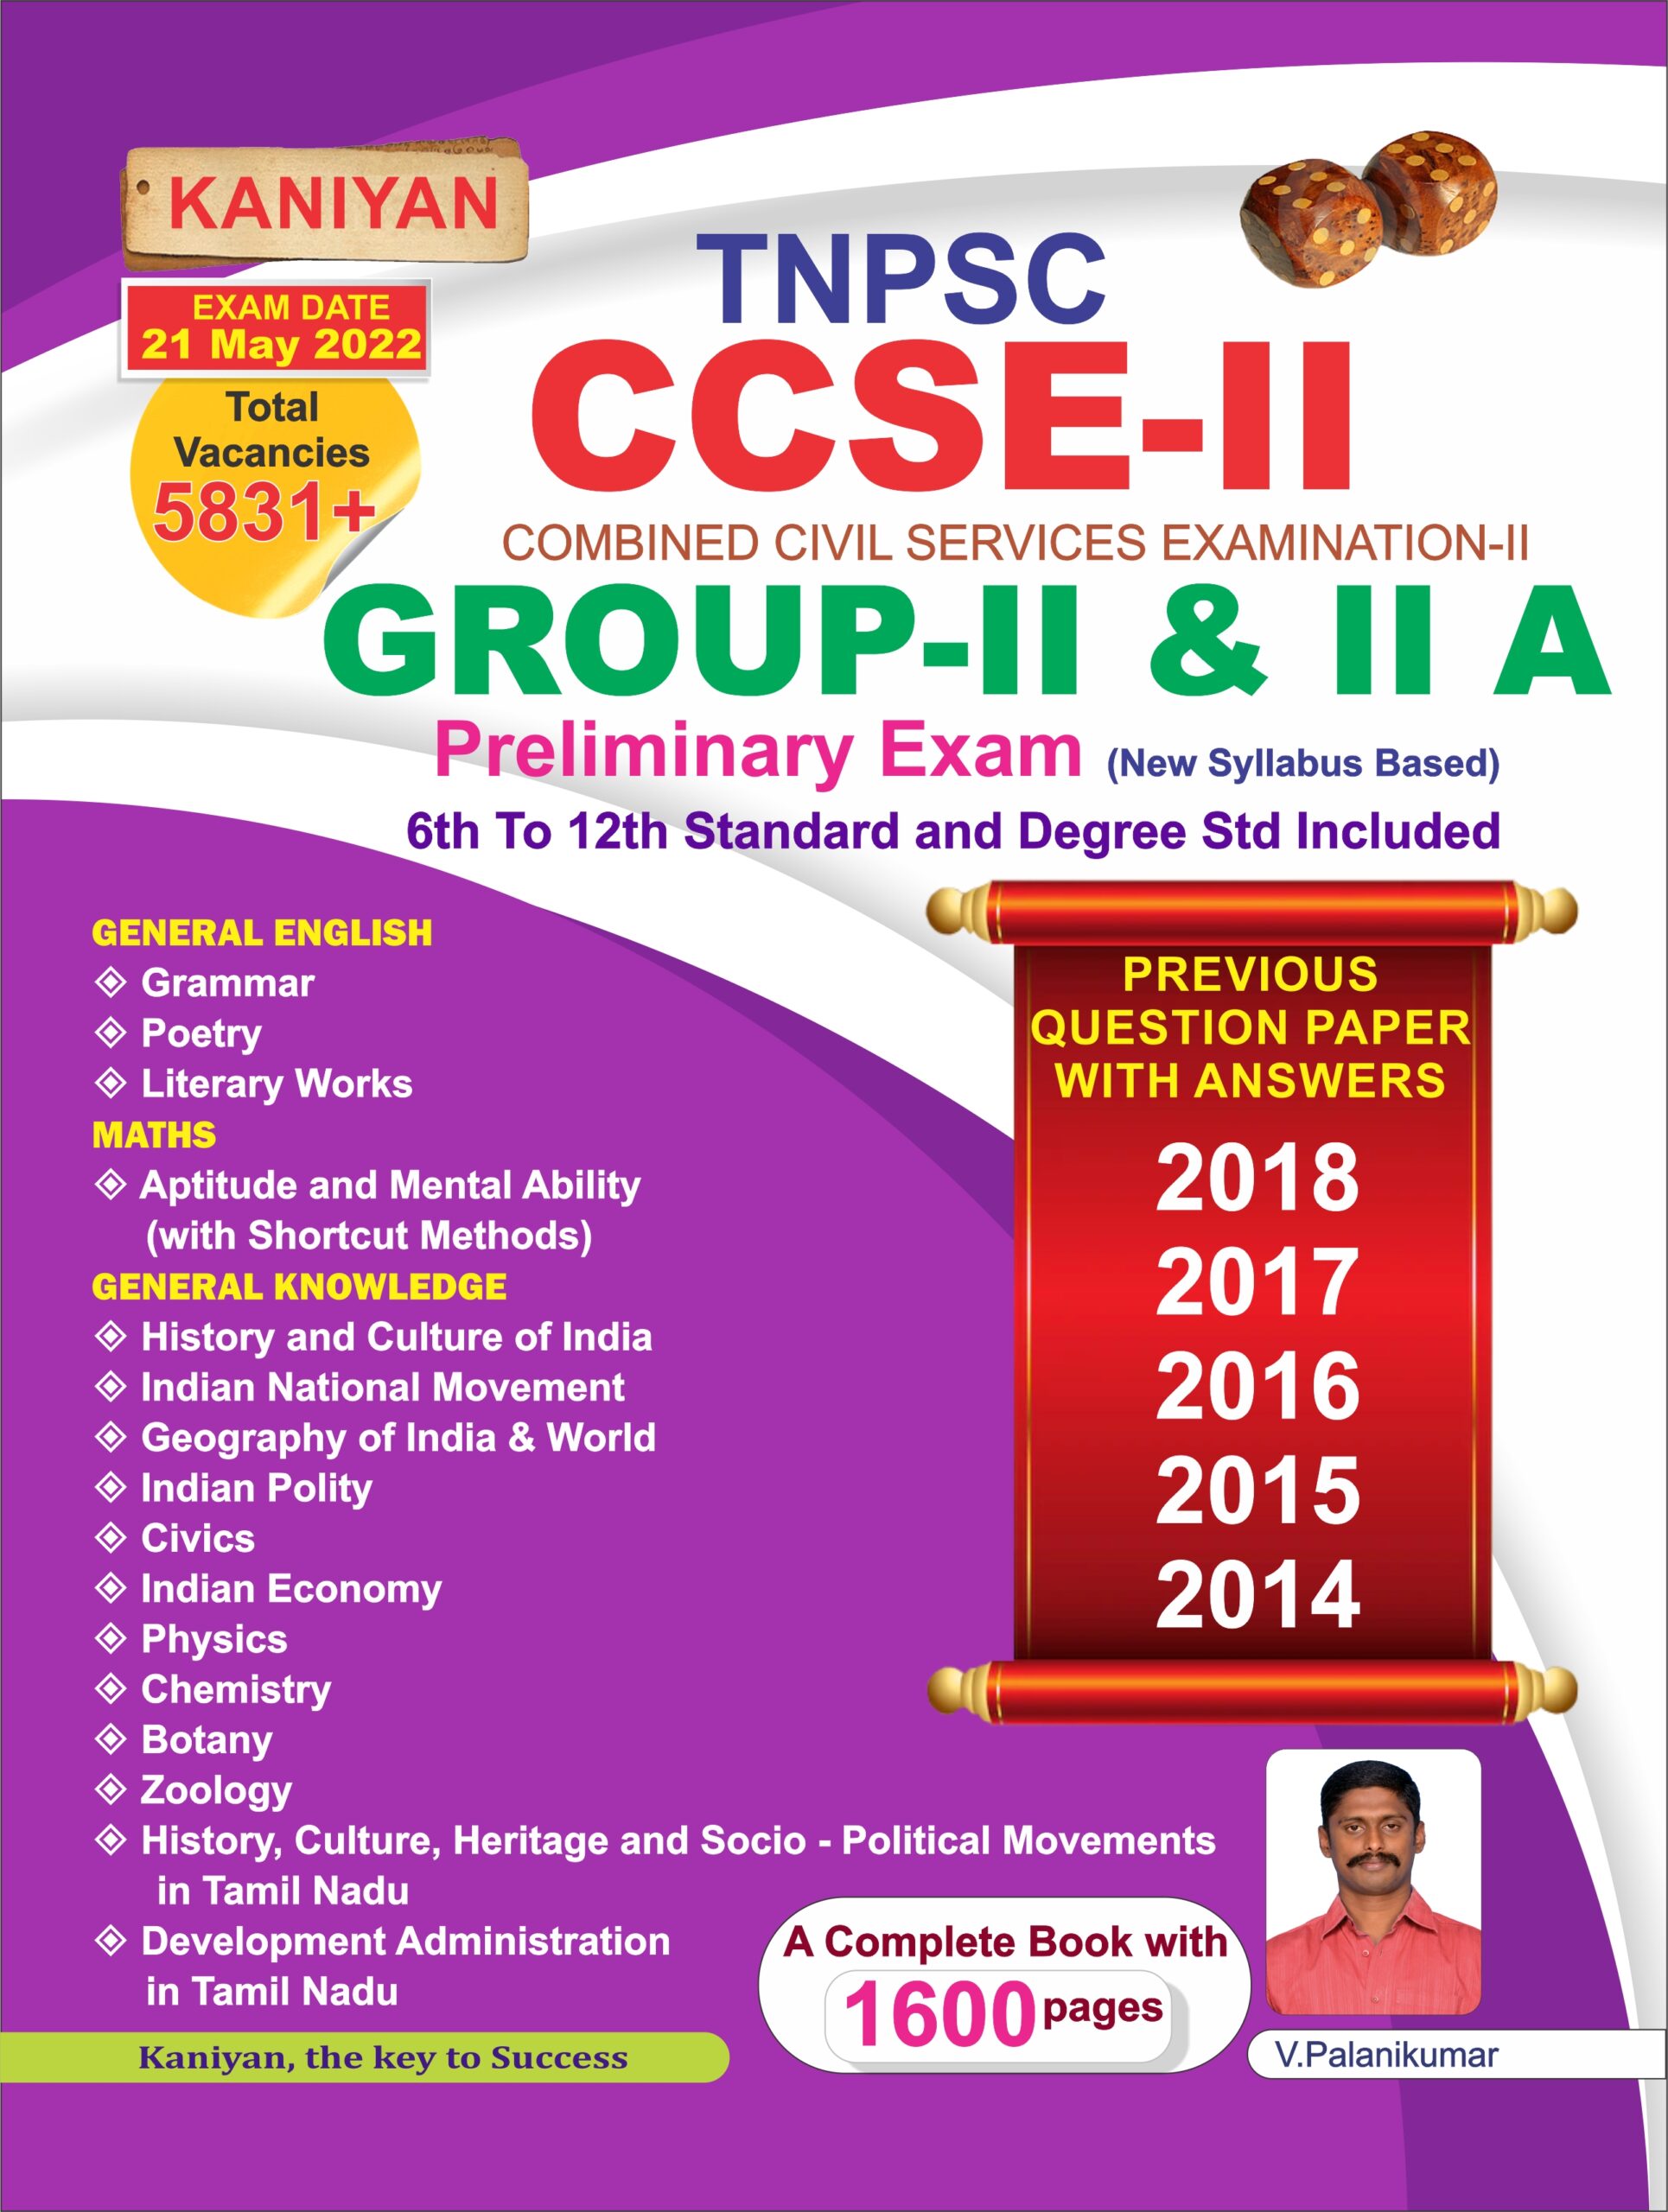 KANIYAN
EXAM DATE
21 May 2022
Total
Vacancies
5831+
TNPSC
CCSE-II
COMBINED CIVIL SERVICES EXAMINATION-II
GROUP-II & II A
Preliminary Exam (New Syllabus Based)
6th To 12th Standard and Degree Std Included
GENERAL ENGLISH
Grammar
Poetry
Literary Works
MATHS
Aptitude and Mental Ability
(with Shortcut Methods)
GENERAL KNOWLEDGE
History and Culture of India
Indian National Movement
Geography of India & World
Indian Polity
Civics
Indian Economy
Physics
Chemistry
Botany
Zoology
History, Culture, Heritage and Socio - Political Movements
in Tamil Nadu
Development Administration
in Tamil Nadu
PREVIOUS
QUESTION PAPER
WITH ANSWERS
2018
2017
2016
2015
2014
A Complete Book with
1600 pages
V.Palanikumar
Kaniyan, the key to Success